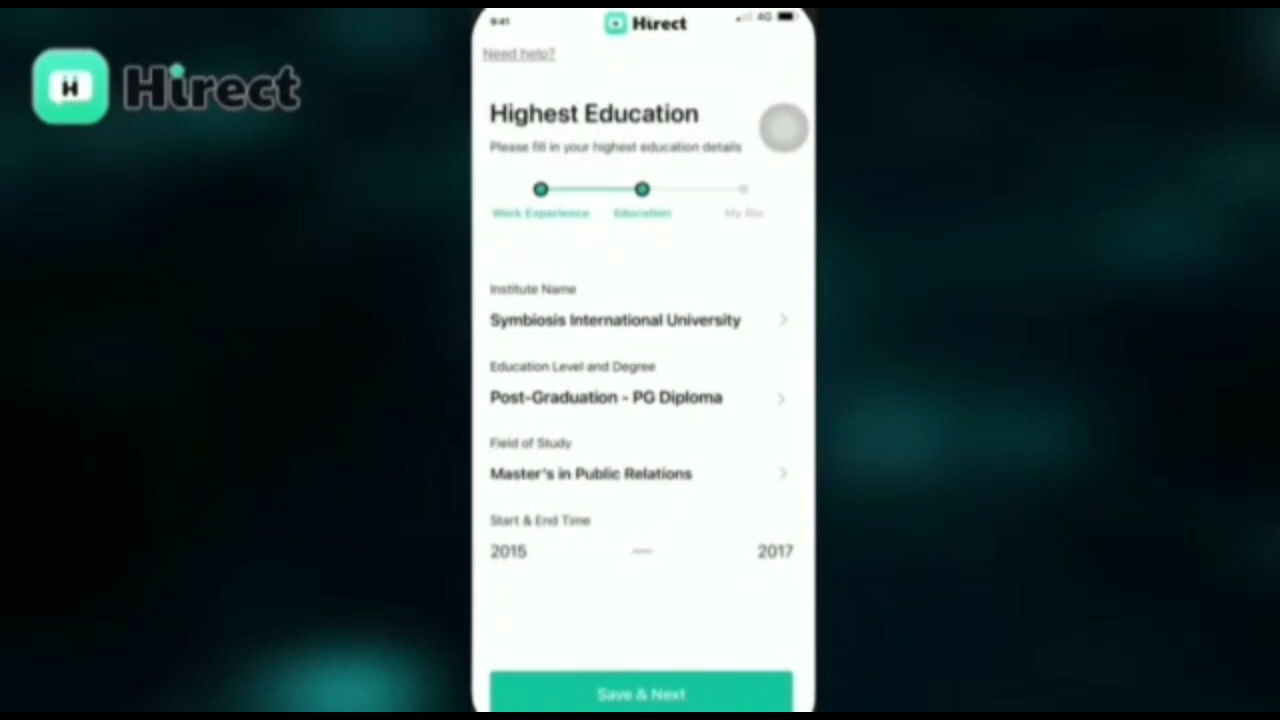 H Hirect
9:41
Hirect
4G
Need help?
Highest Education
Please fill in your highest education details
Work Experience Education My Bio
Institute Name
Symbiosis International University
Education Level and Degree
Post-Graduation - PG Diploma
Field of Study
Master's in Public Relations
Start & End Time
2015 — 2017
Save & Next